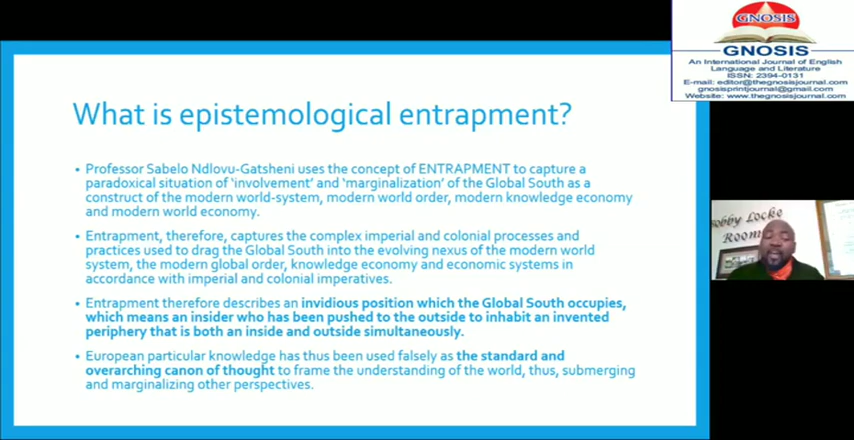 GNOSIS
GNOSIS
An International Journal of English
Language and Literature
ISSN: 2394-0131
E-mail: editor@thegnosisjournal.com
gnosisprintjournal@gmail.com
Website: www.thegnosisjournal.com
What is epistemological entrapment?
• Professor Sabelo Ndlovu-Gatsheni uses the concept of ENTRAPMENT to capture a
paradoxical situation of ‘involvement’ and ‘marginalization’ of the Global South as a
construct of the modern world-system, modern world order, modern knowledge economy
and modern world economy.
• Entrapment, therefore, captures the complex imperial and colonial processes and
practices used to drag the Global South into the evolving nexus of the modern world
system, the modern global order, knowledge economy and economic systems in
accordance with imperial and colonial imperatives.
• Entrapment therefore describes an invidious position which the Global South occupies,
which means an insider who has been pushed to the outside to inhabit an invented
periphery that is both an inside and outside simultaneously.
• European particular knowledge has thus been used falsely as the standard and
overarching canon of thought to frame the understanding of the world, thus, submerging
and marginalizing other perspectives.
obby Locke
Room